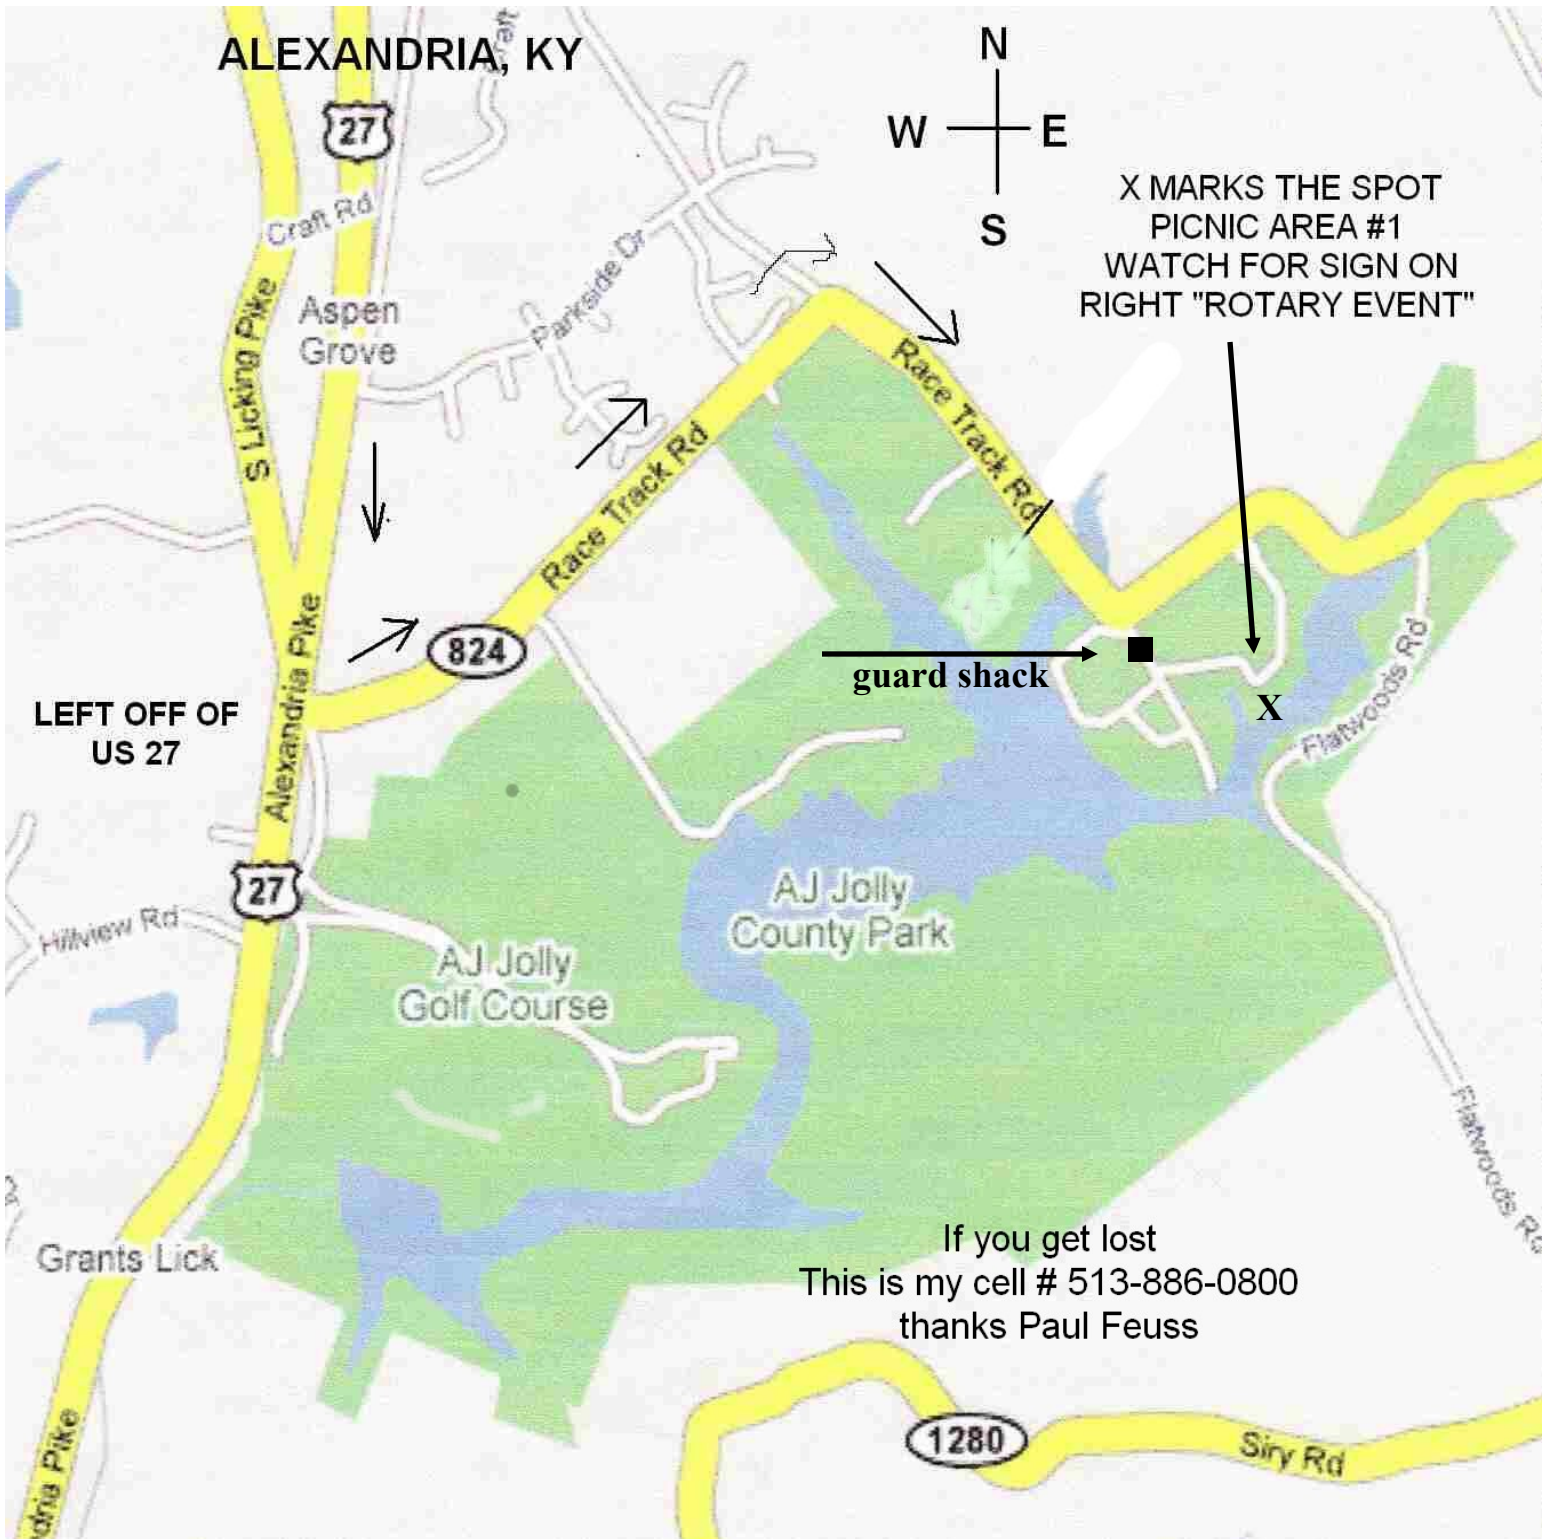 ALEXANDRIA, KY
N
W E
S
27
Craft Rd
X MARKS THE SPOT
PICNIC AREA #1
WATCH FOR SIGN ON
RIGHT "ROTARY EVENT"
Parkside Dr
S Licking Pike
Aspen
Grove
Race Track Rd
Race Track Rd
824
guard shack
X
Flatwoods Rd
LEFT OFF OF
US 27
Alexandria Pike
27
Hillview Rd
AJ Jolly
County Park
AJ Jolly
Golf Course
Flatwoods Rd
Grants Lick
If you get lost
This is my cell # 513-886-0800
thanks Paul Feuss
1280
Siry Rd
dria Pike